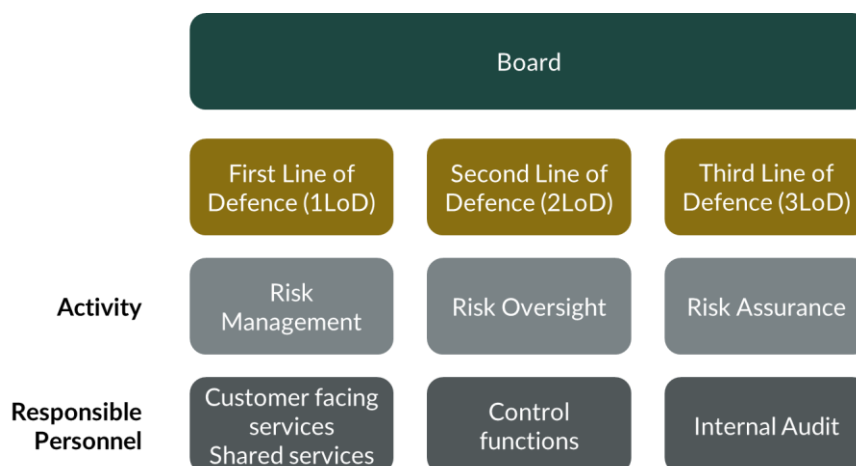 Board
First Line of
Defence (1LoD)
Second Line of
Defence (2LoD)
Third Line of
Defence (3LoD)
Activity
Risk
Management
Risk Oversight
Risk Assurance
Responsible
Personnel
Customer facing
services
Shared services
Control
functions
Internal Audit